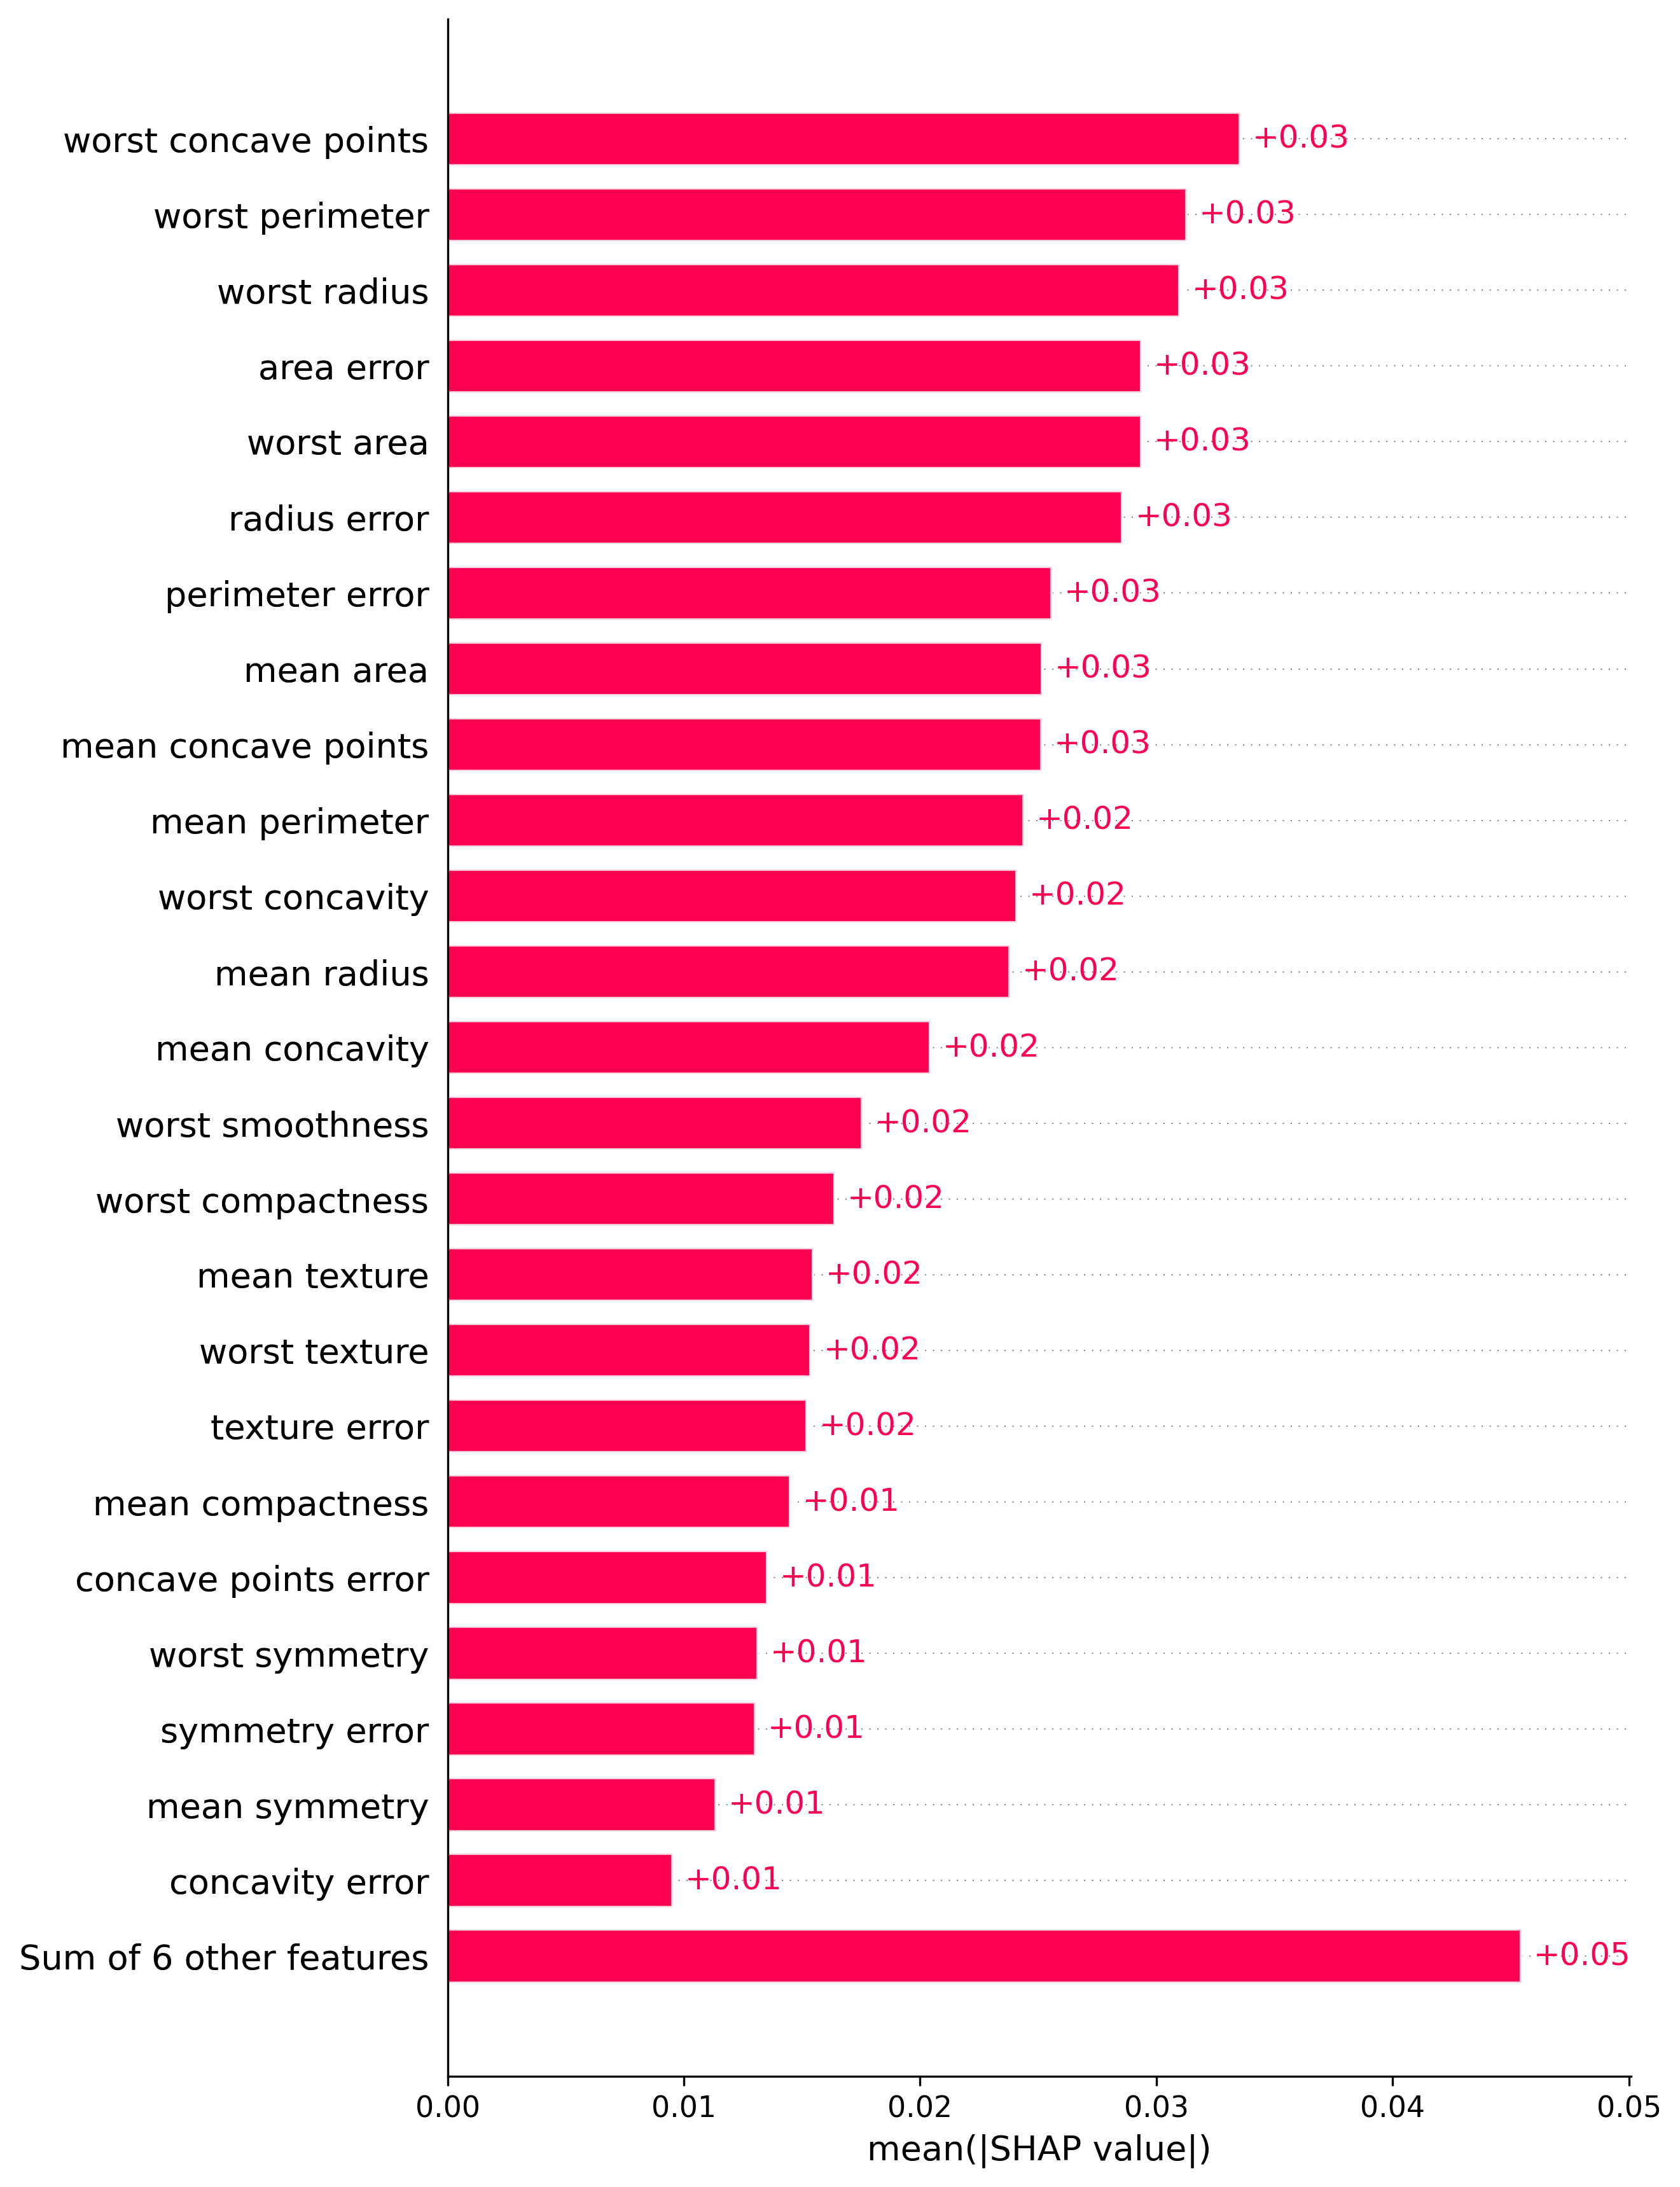 worst concave points +0.03
worst perimeter +0.03
worst radius +0.03
area error +0.03
worst area +0.03
radius error +0.03
perimeter error +0.03
mean area +0.03
mean concave points +0.03
mean perimeter +0.02
worst concavity +0.02
mean radius +0.02
mean concavity +0.02
worst smoothness +0.02
worst compactness +0.02
mean texture +0.02
worst texture +0.02
texture error +0.02
mean compactness +0.01
concave points error +0.01
worst symmetry +0.01
symmetry error +0.01
mean symmetry +0.01
concavity error +0.01
Sum of 6 other features +0.05
0.00 0.01 0.02 0.03 0.04 0.05
mean(|SHAP value|)